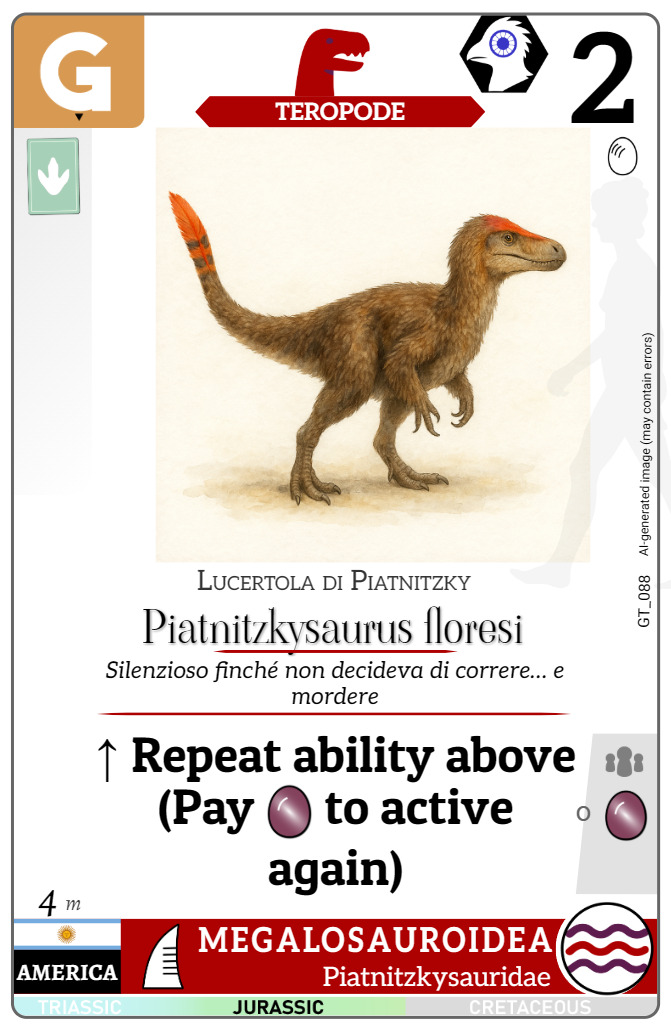 G
TEROPODE
2
AI-generated image (may contain errors)
GT_088
Lucertola di Piatnitzky
Piatnitzkysaurus floresi
Silenzioso finché non decideva di correre... e
mordere
↑ Repeat ability above
(Pay to active
again)
o
4 m
AMERICA
MEGALOSAUROIDEA
Piatnitzkysauridae
TRIASSIC JURASSIC CRETACEOUS